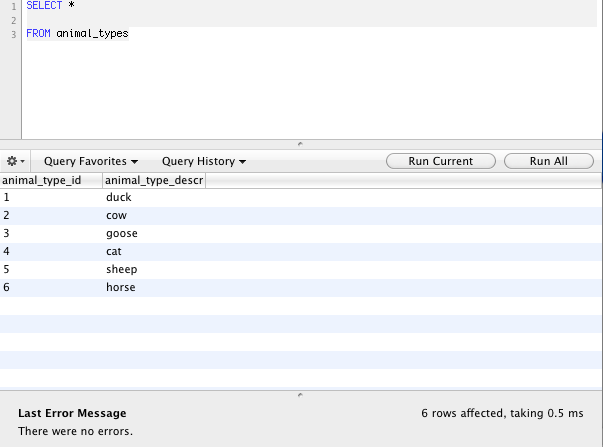 1 SELECT *
2
3 FROM animal_types
Query Favorites Query History Run Current Run All
animal_type_id animal_type_descr
1 duck
2 cow
3 goose
4 cat
5 sheep
6 horse
Last Error Message 6 rows affected, taking 0.5 ms
There were no errors.